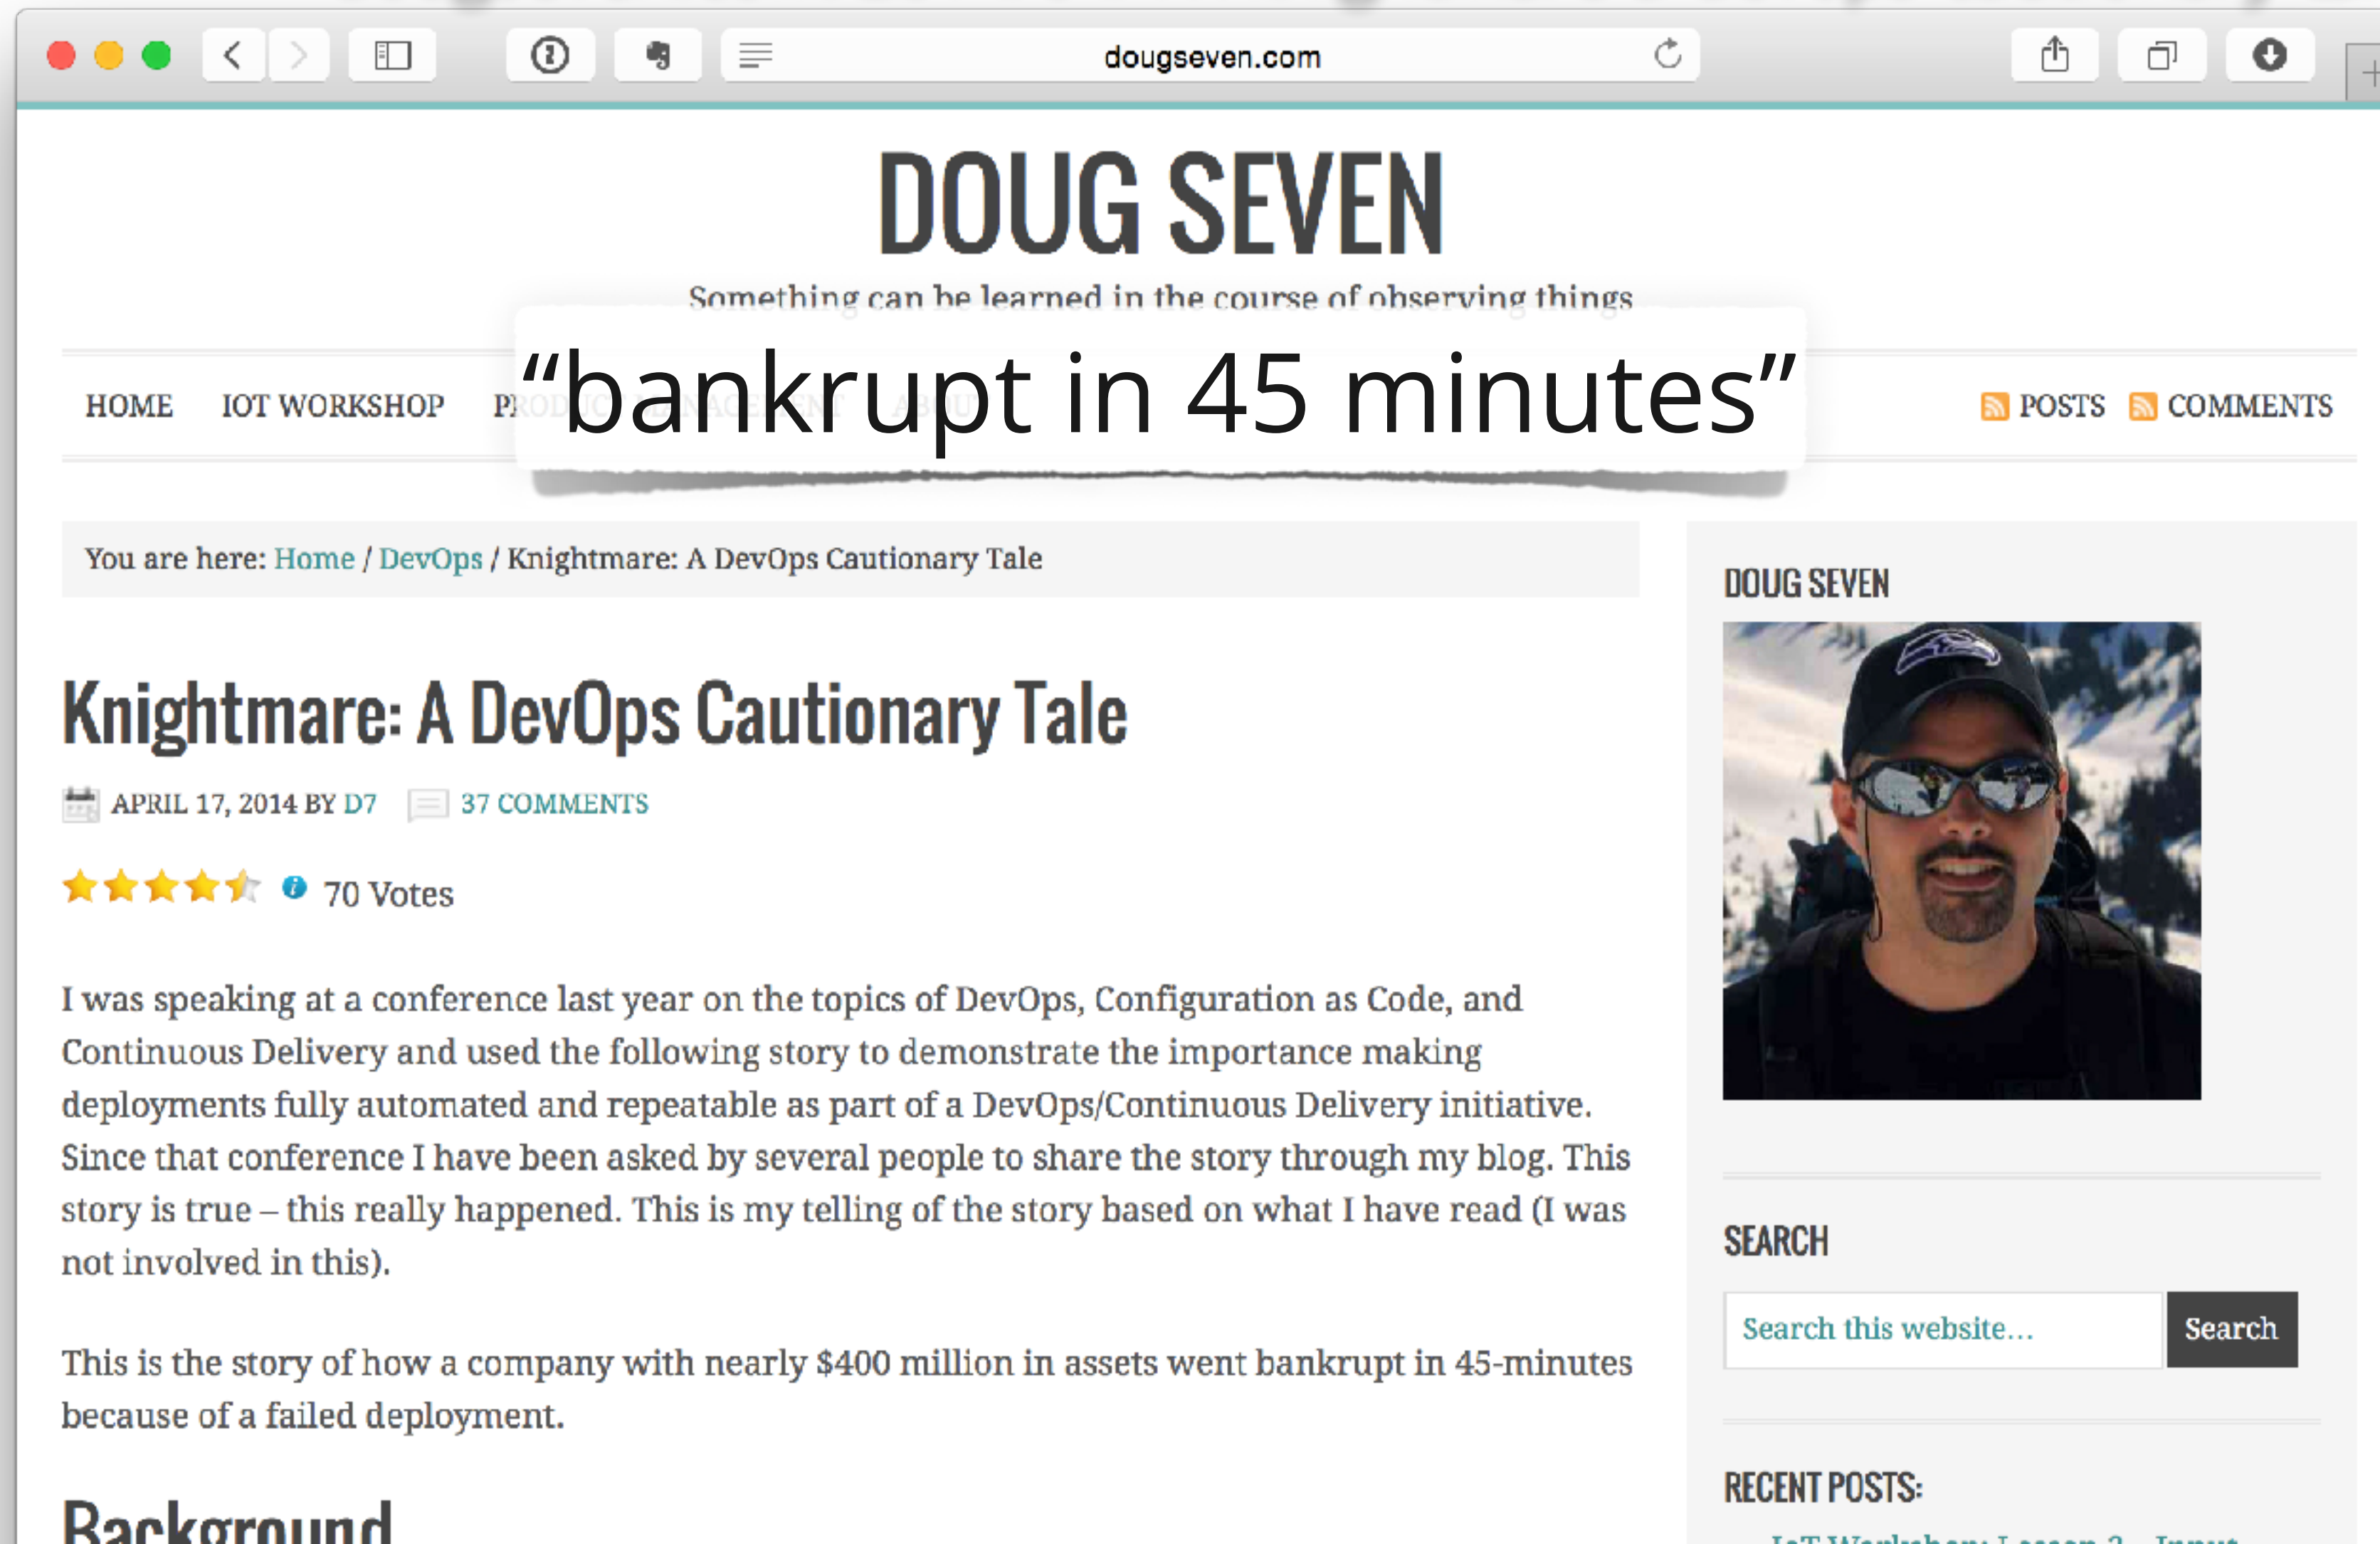 dougseven.com
DOUG SEVEN
Something can be learned in the course of observing things
“bankrupt in 45 minutes”
HOME IOT WORKSHOP PRODUCT MANAGEMENT ABOUT POSTS COMMENTS
You are here: Home / DevOps / Knightmare: A DevOps Cautionary Tale
Knightmare: A DevOps Cautionary Tale
APRIL 17, 2014 BY D7 37 COMMENTS
70 Votes
I was speaking at a conference last year on the topics of DevOps, Configuration as Code, and
Continuous Delivery and used the following story to demonstrate the importance making
deployments fully automated and repeatable as part of a DevOps/Continuous Delivery initiative.
Since that conference I have been asked by several people to share the story through my blog. This
story is true – this really happened. This is my telling of the story based on what I have read (I was
not involved in this).
This is the story of how a company with nearly $400 million in assets went bankrupt in 45-minutes
because of a failed deployment.
Background
DOUG SEVEN
SEARCH
Search this website…
Search
RECENT POSTS:
IoT Workshop: Lesson 2 – Input